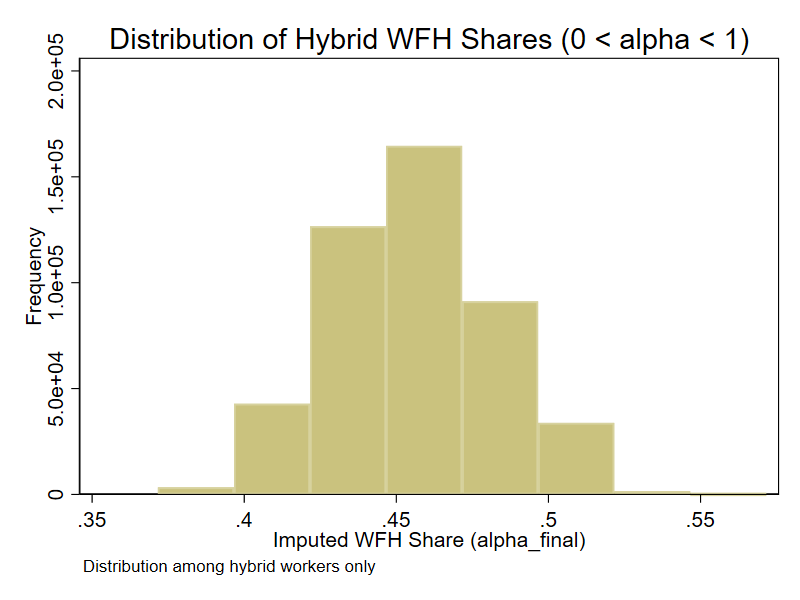 Distribution of Hybrid WFH Shares (0 < alpha < 1)
Frequency
2.0e+05
1.5e+05
1.0e+05
5.0e+04
0
.35 .4 .45 .5 .55
Imputed WFH Share (alpha_final)
Distribution among hybrid workers only